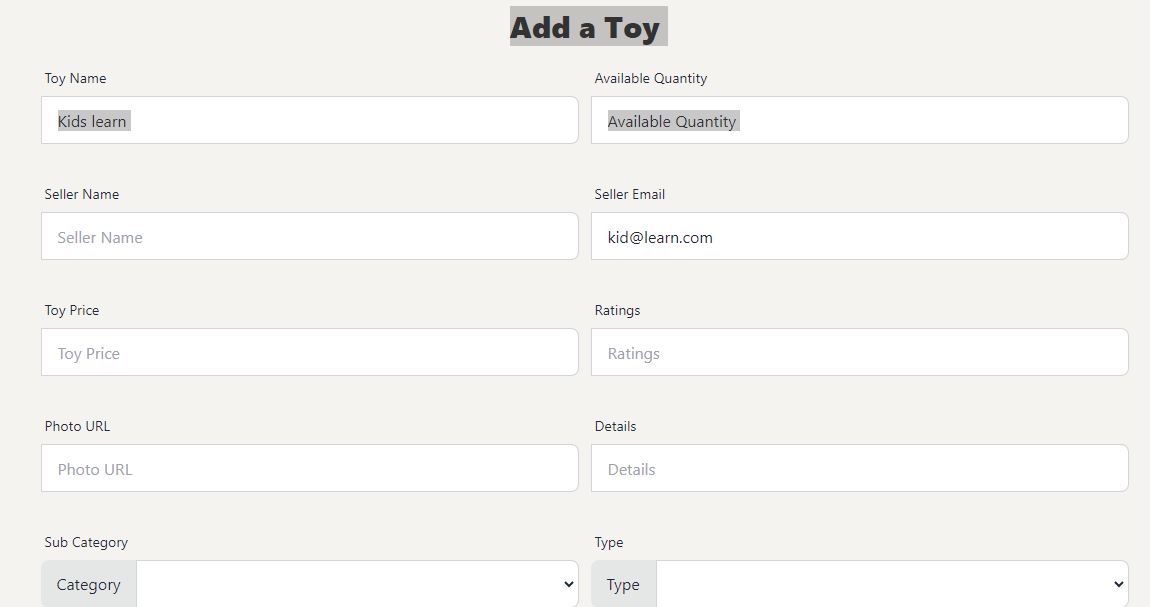 Add a Toy
Toy Name
Available Quantity
Kids learn
Available Quantity
Seller Name
Seller Email
Seller Name
kid@learn.com
Toy Price
Ratings
Toy Price
Ratings
Photo URL
Details
Photo URL
Details
Sub Category
Type
Category
Type